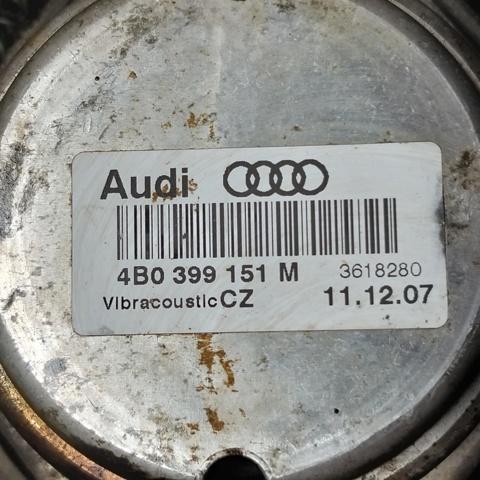 Audi
4B0 399 151 M 3618280
Vibracoustic CZ 11.12.07